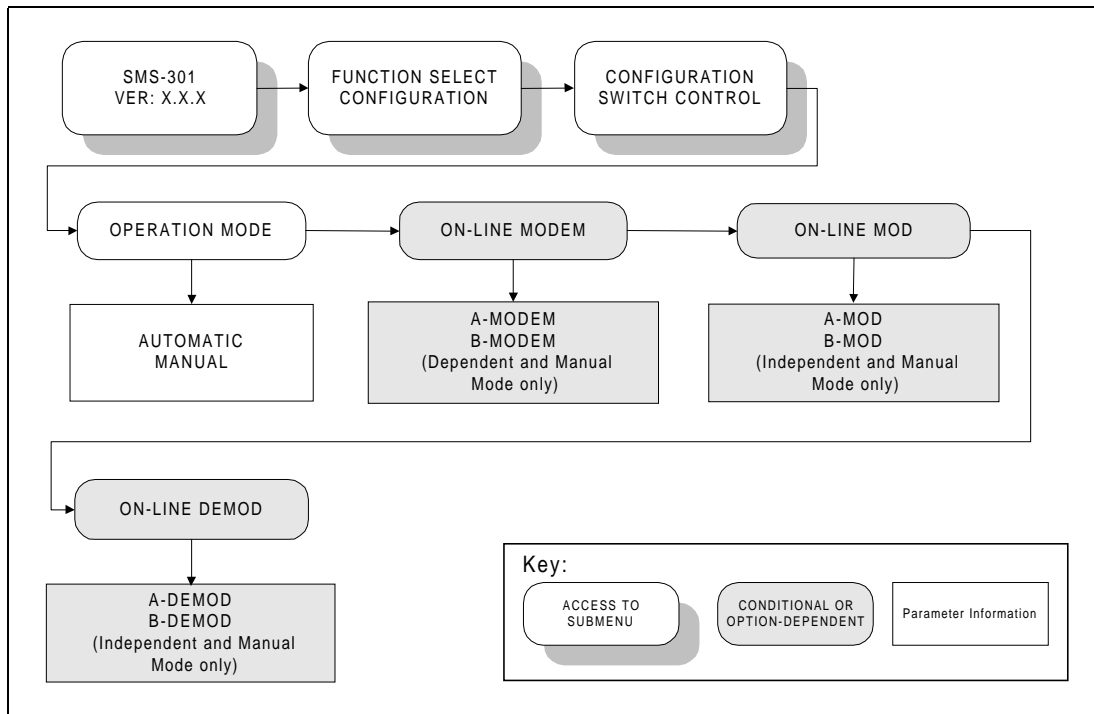 SMS-301
VER: X.X.X
FUNCTION SELECT
CONFIGURATION
CONFIGURATION
SWITCH CONTROL
OPERATION MODE
ON-LINE MODEM
ON-LINE MOD
AUTOMATIC
MANUAL
A-MODEM
B-MODEM
(Dependent and Manual
Mode only)
A-MOD
B-MOD
(Independent and Manual
Mode only)
ON-LINE DEMOD
A-DEMOD
B-DEMOD
(Independent and Manual
Mode only)
Key:
ACCESS TO
SUBMENU
CONDITIONAL OR
OPTION-DEPENDENT
Parameter Information